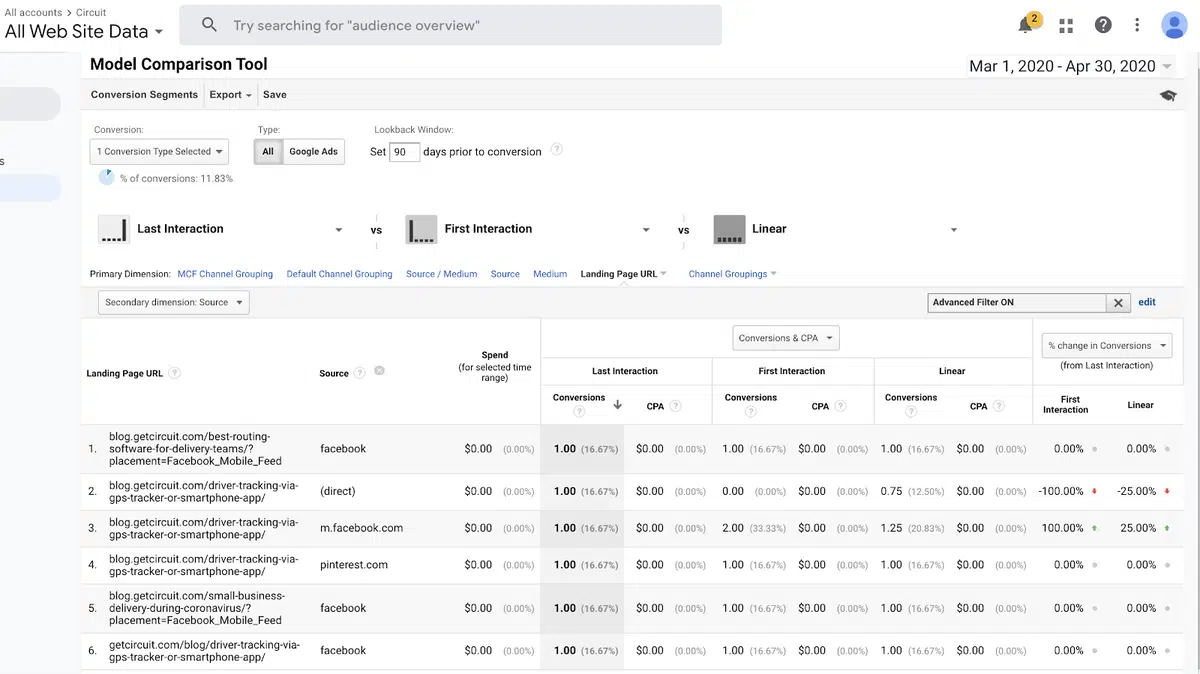 All accounts > Circuit
All Web Site Data
Try searching for "audience overview"
2
Model Comparison Tool
Mar 1, 2020 - Apr 30, 2020
Conversion Segments Export Save
Conversion: Type: Lookback Window:
1 Conversion Type Selected All Google Ads Set 90 days prior to conversion ?
s
% of conversions: 11.83%
Last Interaction vs First Interaction vs Linear
Primary Dimension: MCF Channel Grouping Default Channel Grouping Source / Medium Source Medium Landing Page URL Channel Groupings
Secondary dimension: Source Advanced Filter ON edit
Conversions & CPA % change in Conversions
(from Last Interaction)
Landing Page URL ? Source ? Spend
(for selected time
range)
Last Interaction First Interaction Linear
Conversions ? CPA ? Conversions ? CPA ? Conversions ? CPA ? First
Interaction Linear
1. blog.getcircuit.com/best-routing-
software-for-delivery-teams/?
placement=Facebook_Mobile_Feed
facebook $0.00 (0.00%) 1.00 (16.67%) $0.00 (0.00%) 1.00 (16.67%) $0.00 (0.00%) 1.00 (16.67%) $0.00 (0.00%) 0.00% 0.00%
2. blog.getcircuit.com/driver-tracking-via-
gps-tracker-or-smartphone-app/
(direct) $0.00 (0.00%) 1.00 (16.67%) $0.00 (0.00%) 0.00 (0.00%) $0.00 (0.00%) 0.75 (12.50%) $0.00 (0.00%) -100.00% -25.00%
3. blog.getcircuit.com/driver-tracking-via-
gps-tracker-or-smartphone-app/
m.facebook.com $0.00 (0.00%) 1.00 (16.67%) $0.00 (0.00%) 2.00 (33.33%) $0.00 (0.00%) 1.25 (20.83%) $0.00 (0.00%) 100.00% 25.00%
4. blog.getcircuit.com/driver-tracking-via-
gps-tracker-or-smartphone-app/
pinterest.com $0.00 (0.00%) 1.00 (16.67%) $0.00 (0.00%) 1.00 (16.67%) $0.00 (0.00%) 1.00 (16.67%) $0.00 (0.00%) 0.00% 0.00%
5. blog.getcircuit.com/small-business-
delivery-during-coronavirus/?
placement=Facebook_Mobile_Feed
facebook $0.00 (0.00%) 1.00 (16.67%) $0.00 (0.00%) 1.00 (16.67%) $0.00 (0.00%) 1.00 (16.67%) $0.00 (0.00%) 0.00% 0.00%
6. getcircuit.com/blog/driver-tracking-via-
gps-tracker-or-smartphone-app/
facebook $0.00 (0.00%) 1.00 (16.67%) $0.00 (0.00%) 1.00 (16.67%) $0.00 (0.00%) 1.00 (16.67%) $0.00 (0.00%) 0.00% 0.00%